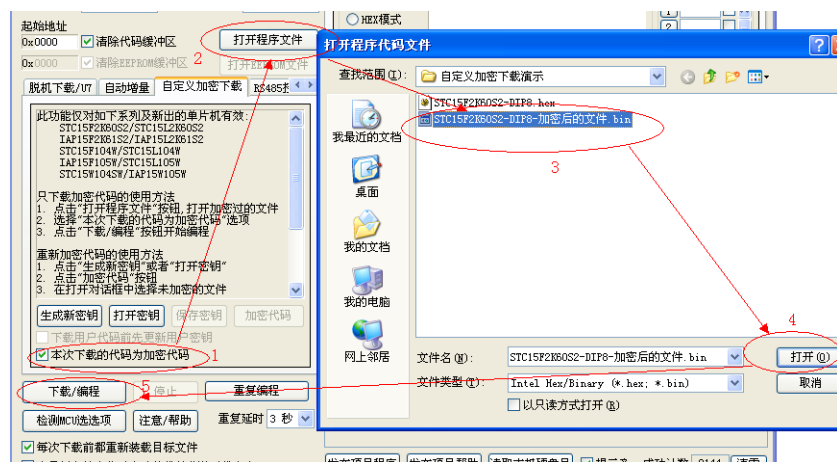 起始地址
0x0000 清除代码缓冲区 2 打开程序文件
0x0000 清除EEPROM缓冲区 打开EEPROM文件
脱机下载/U7 自动增量 自定义加密下载
此功能仅对如下系列及新出的单片机有效:
STC15F2K60S2/STC15L2K60S2
IAP15F2K61S2/IAP15L2K61S2
STC15F104W/STC15L104W
IAP15F105W/STC15L105W
STC15W104SW/IAP15W105W
只下载加密代码的使用方法
1. 点击"打开程序文件"按钮,打开加密过的文件
2. 选择"本次下载的代码为加密代码"选项
3. 点击"下载/编程"按钮开始编程
重新加密代码的使用方法
1. 点击"生成新密钥"或者"打开密钥"
2. 点击"加密代码"按钮
3. 在打开对话框中选择未加密的文件
生成新密钥 打开密钥 保存密钥 加密代码
下载用户代码前先更新用户密钥
本次下载的代码为加密代码 1
下载/编程 5 停止 重复编程
检测MCU选选项 注意/帮助 重复延时 3 秒
每次下载前都重新装载目标文件
HEX模式
1
2
打开程序代码文件
查找范围(I): 自定义加密下载演示
STC15F2K60S2-DIP8.hex
STC15F2K60S2-DIP8-加密后的文件.bin
3
我最近的文档
桌面
我的文档
我的电脑
网上邻居
4
文件名(N): STC15F2K60S2-DIP8-加密后的文件.bin 打开(O)
文件类型(T): Intel Hex/Binary (*.hex; *.bin) 取消
以只读方式打开(R)